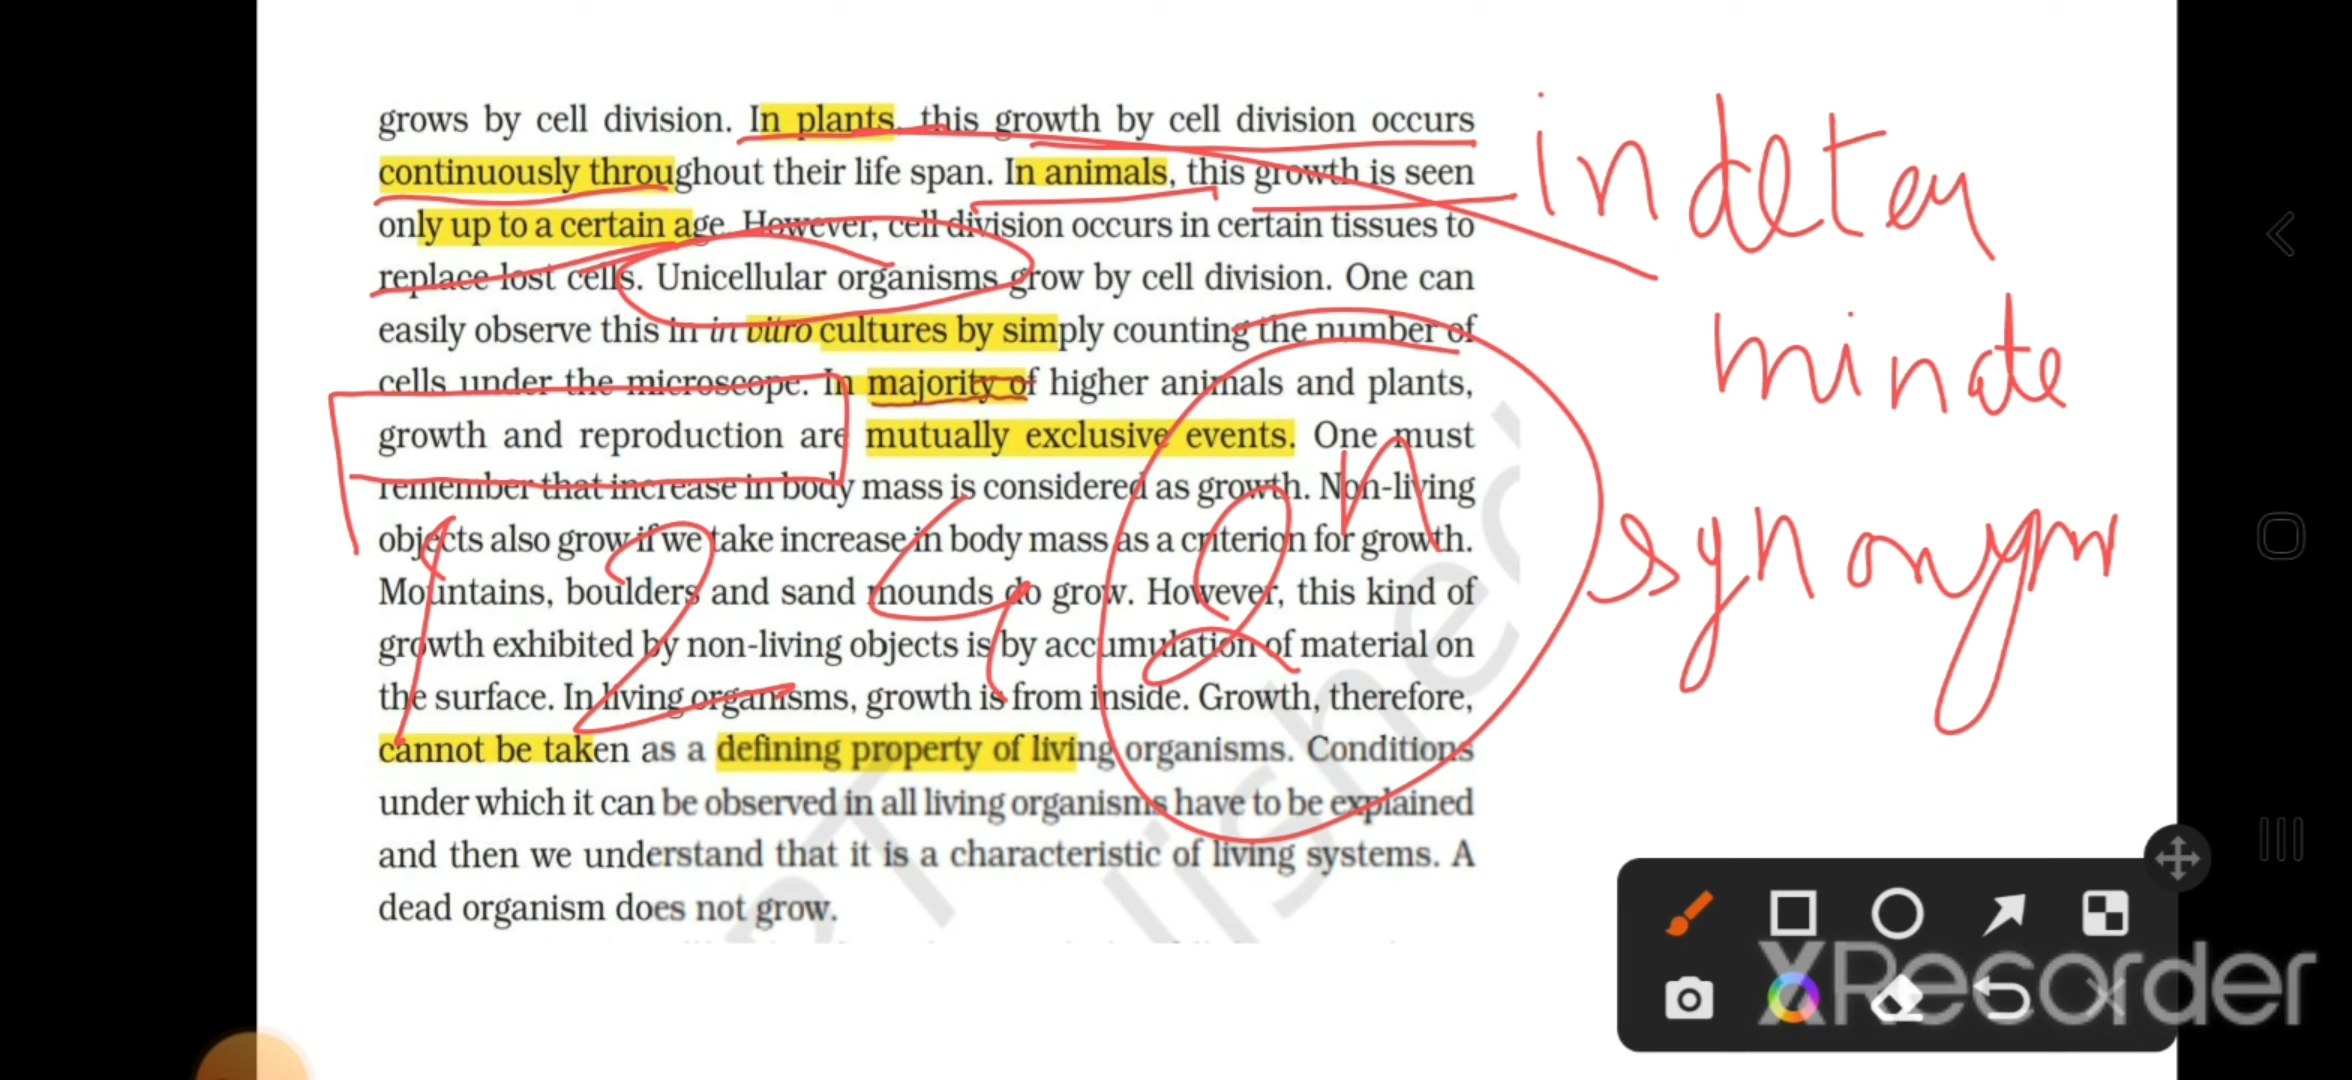 grows by cell division. In plants, this growth by cell division occurs
continuously throughout their life span. In animals, this growth is seen
only up to a certain age. However, cell division occurs in certain tissues to
replace lost cells. Unicellular organisms grow by cell division. One can
easily observe this in in vitro cultures by simply counting the number of
cells under the microscope. In majority of higher animals and plants,
growth and reproduction are mutually exclusive events. One must
remember that increase in body mass is considered as growth. Non-living
objects also grow if we take increase in body mass as a criterion for growth.
Mountains, boulders and sand mounds do grow. However, this kind of
growth exhibited by non-living objects is by accumulation of material on
the surface. In living organisms, growth is from inside. Growth, therefore,
cannot be taken as a defining property of living organisms. Conditions
under which it can be observed in all living organisms have to be explained
and then we understand that it is a characteristic of living systems. A
dead organism does not grow.
indeter
minate
synonym
1 2 4 2ⁿ
XRecorder